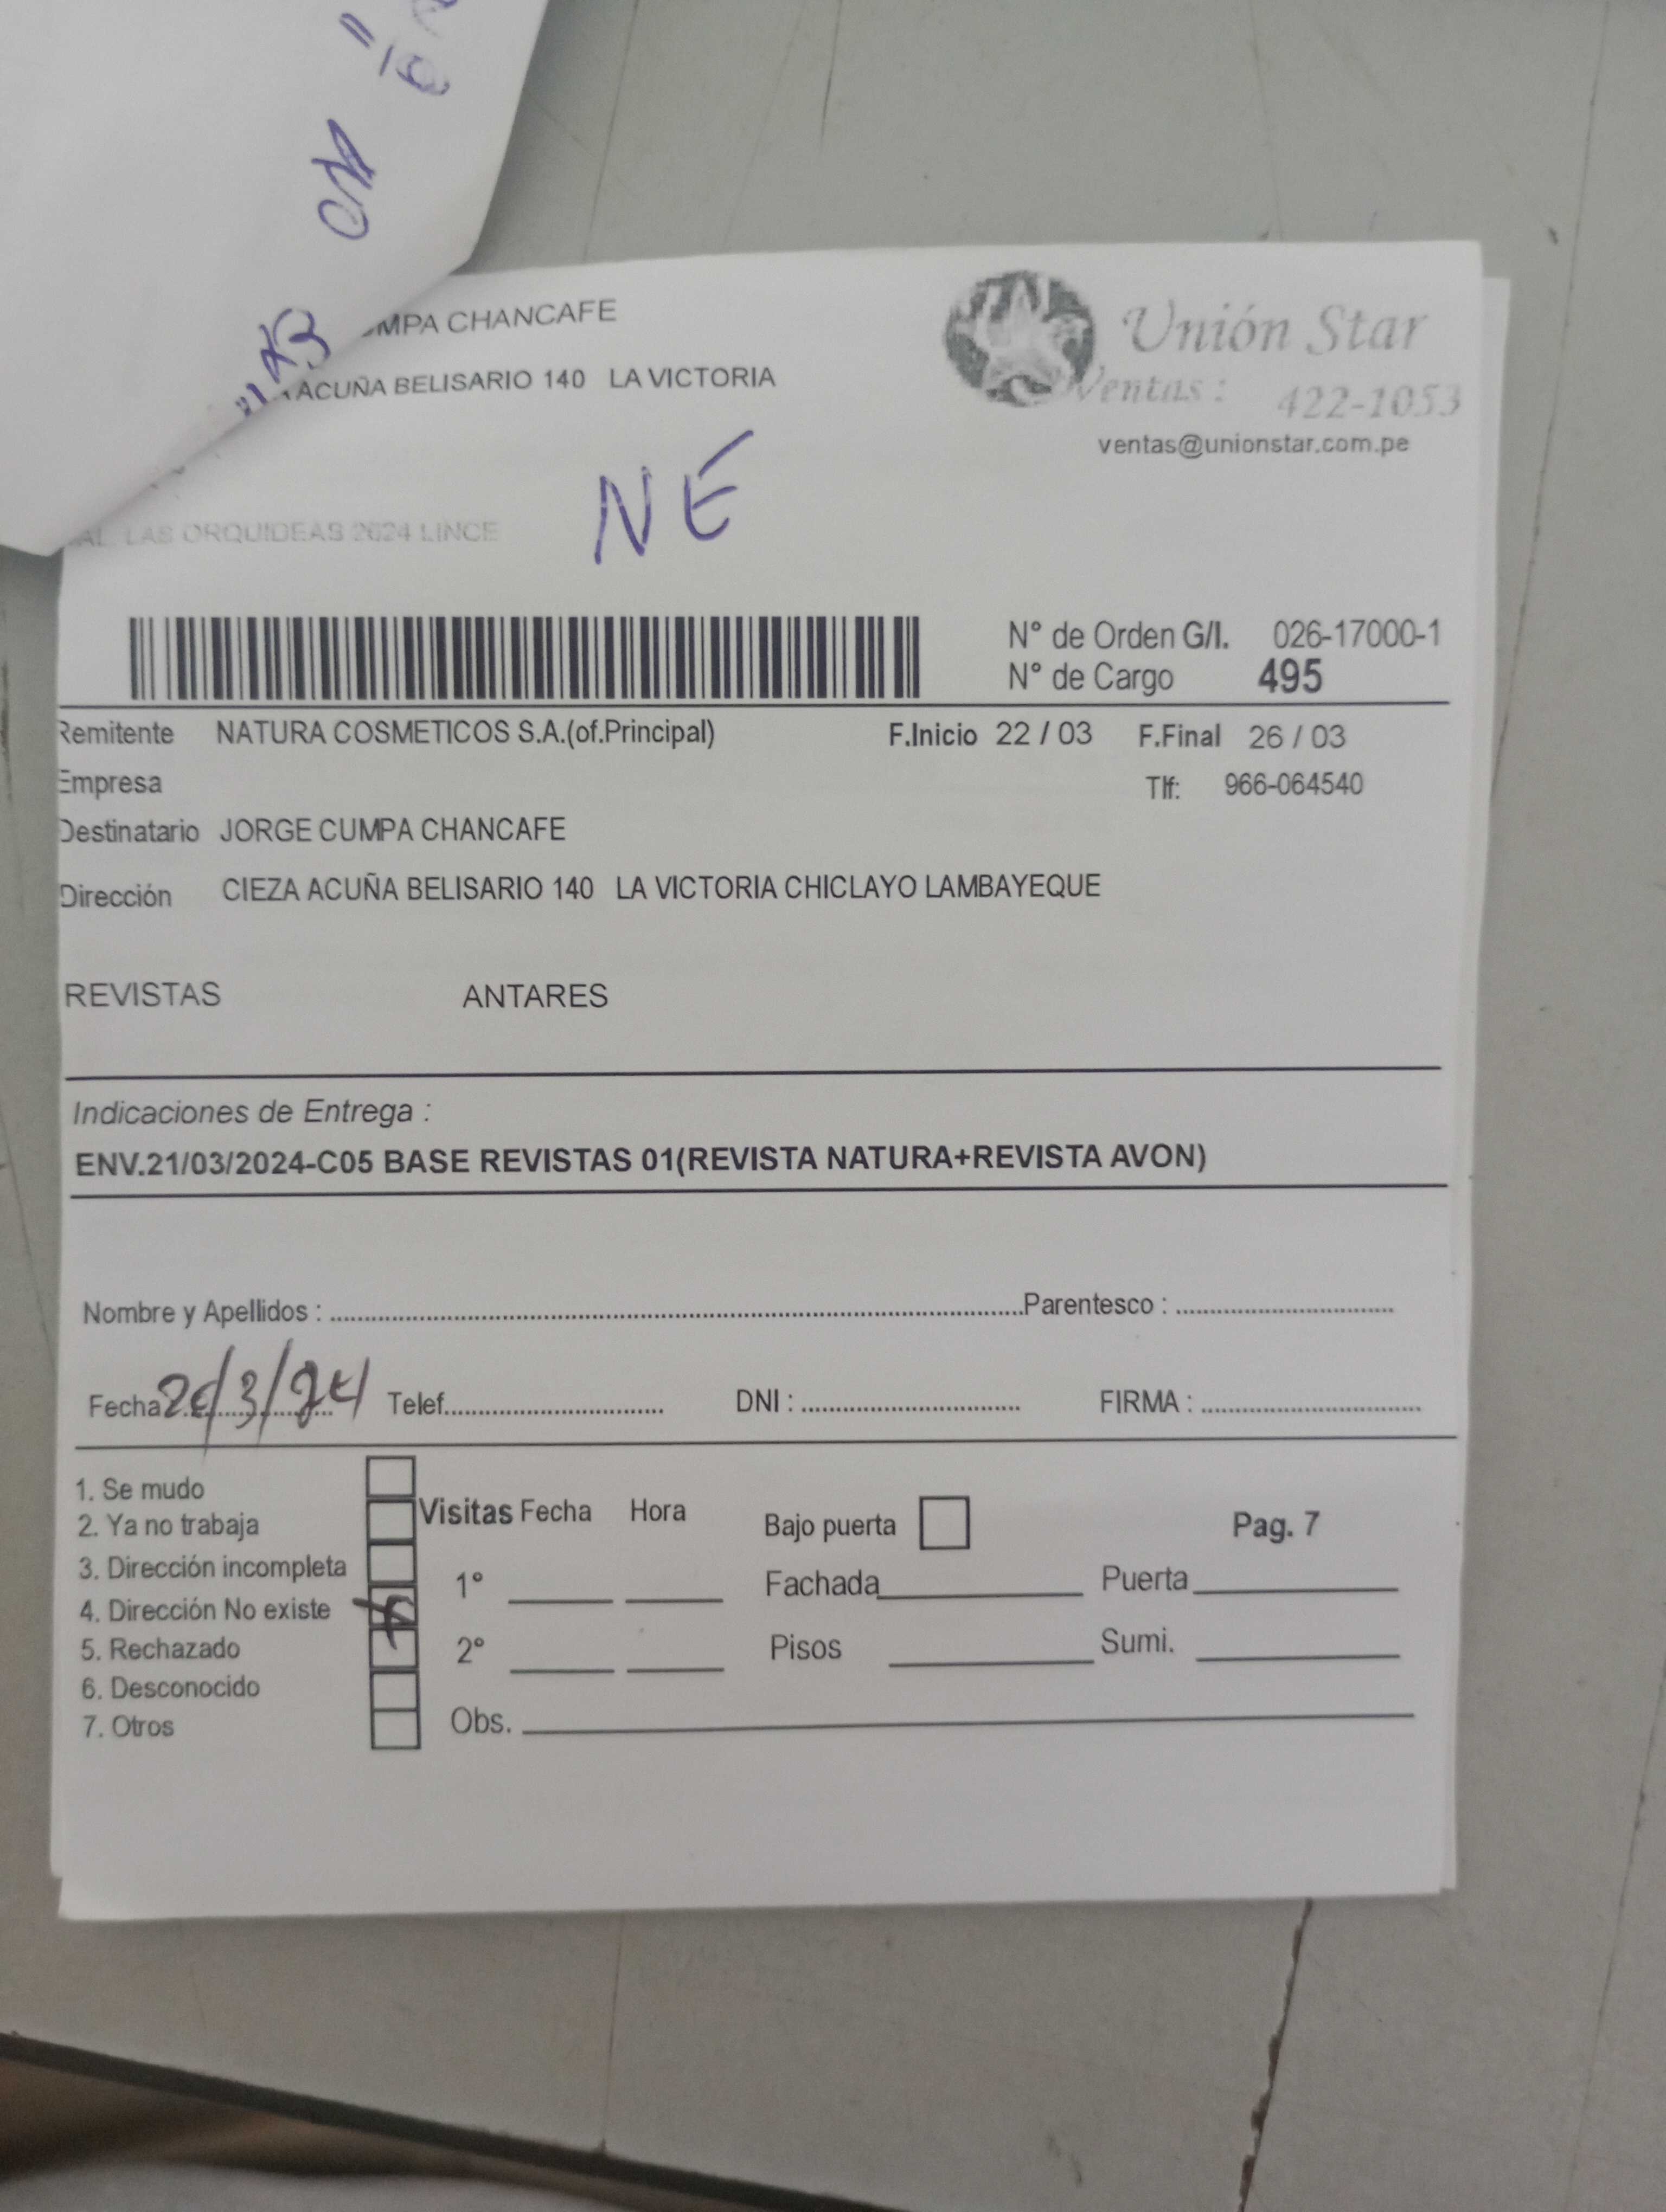 MPA CHANCAFE
ACUÑA BELISARIO 140 LA VICTORIA
Unión Star
Ventas : 422-1053
ventas@unionstar.com.pe
NE
AL. LAS ORQUIDEAS 2624 LINCE
N° de Orden G/I. 026-17000-1
N° de Cargo 495
Remitente NATURA COSMETICOS S.A.(of.Principal) F.Inicio 22 / 03 F.Final 26 / 03
Empresa Tlf: 966-064540
Destinatario JORGE CUMPA CHANCAFE
Dirección CIEZA ACUÑA BELISARIO 140 LA VICTORIA CHICLAYO LAMBAYEQUE
REVISTAS ANTARES
Indicaciones de Entrega :
ENV.21/03/2024-C05 BASE REVISTAS 01(REVISTA NATURA+REVISTA AVON)
Nombre y Apellidos : Parentesco :
Fecha /3/24 Telef. DNI : FIRMA :
1. Se mudo
2. Ya no trabaja
3. Dirección incompleta
4. Dirección No existe
5. Rechazado
6. Desconocido
7. Otros
Visitas Fecha Hora
1°
2°
Obs.
Bajo puerta
Fachada
Pisos
Pag. 7
Puerta
Sumi.